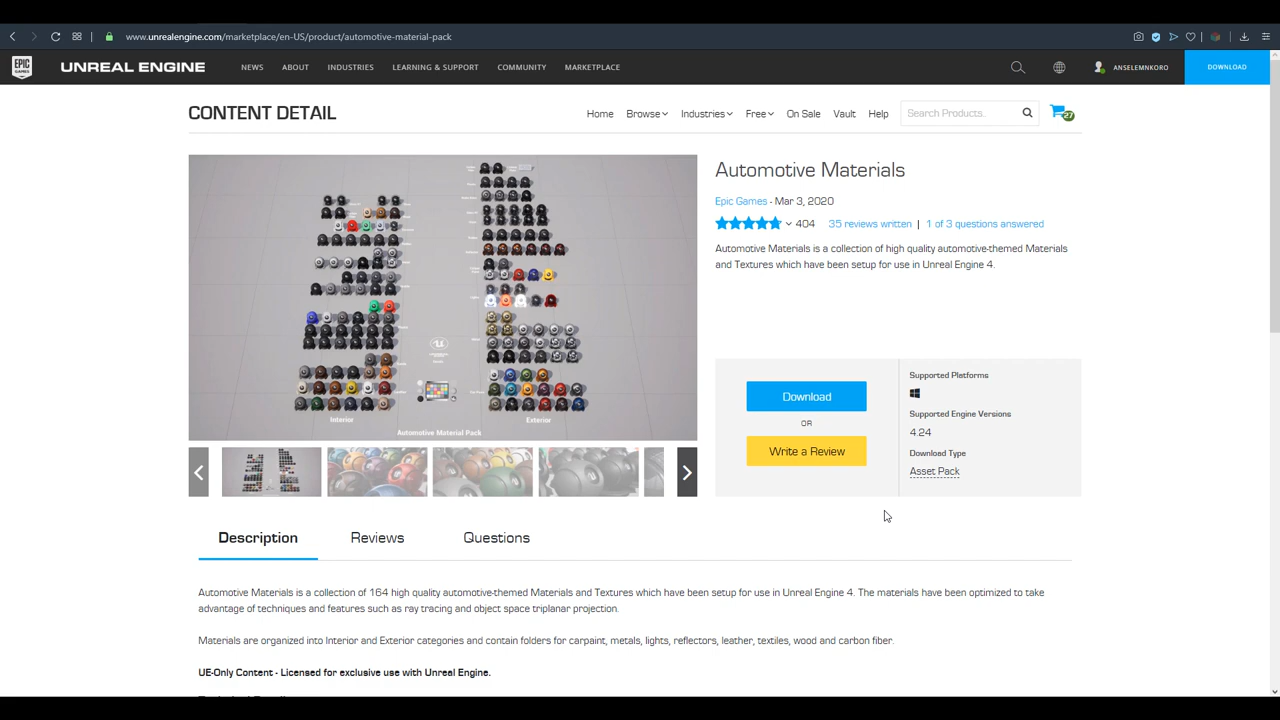 www.unrealengine.com/marketplace/en-US/product/automotive-material-pack
EPIC GAMES
UNREAL ENGINE
NEWS ABOUT INDUSTRIES LEARNING & SUPPORT COMMUNITY MARKETPLACE
ANSELEMNKORO
DOWNLOAD
CONTENT DETAIL
Home Browse Industries Free On Sale Vault Help
Search Products..
27
Automotive Materials
Epic Games - Mar 3, 2020
404 35 reviews written | 1 of 3 questions answered
Automotive Materials is a collection of high quality automotive-themed Materials
and Textures which have been setup for use in Unreal Engine 4.
Interior
Exterior
Automotive Material Pack
Download
OR
Write a Review
Supported Platforms
Supported Engine Versions
4.24
Download Type
Asset Pack
Description Reviews Questions
Automotive Materials is a collection of 164 high quality automotive-themed Materials and Textures which have been setup for use in Unreal Engine 4. The materials have been optimized to take
advantage of techniques and features such as ray tracing and object space triplanar projection.
Materials are organized into Interior and Exterior categories and contain folders for carpaint, metals, lights, reflectors, leather, textiles, wood and carbon fiber.
UE-Only Content - Licensed for exclusive use with Unreal Engine.